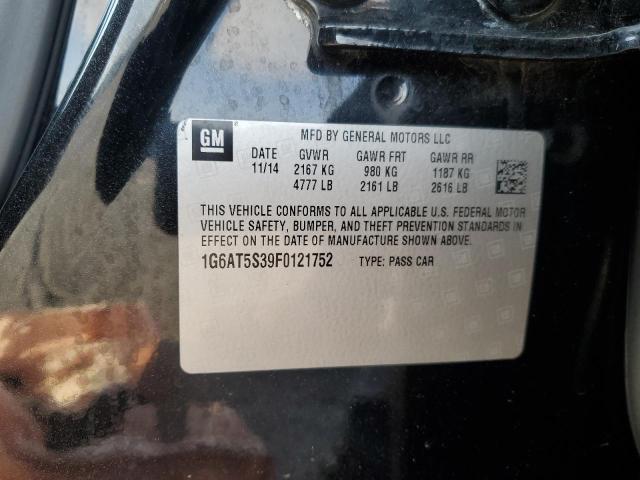 GM
MFD BY GENERAL MOTORS LLC
DATE GVWR GAWR FRT GAWR RR
11/14 2167 KG 980 KG 1187 KG
4777 LB 2161 LB 2616 LB
THIS VEHICLE CONFORMS TO ALL APPLICABLE U.S. FEDERAL MOTOR
VEHICLE SAFETY, BUMPER, AND THEFT PREVENTION STANDARDS IN
EFFECT ON THE DATE OF MANUFACTURE SHOWN ABOVE.
1G6AT5S39F0121752 TYPE: PASS CAR